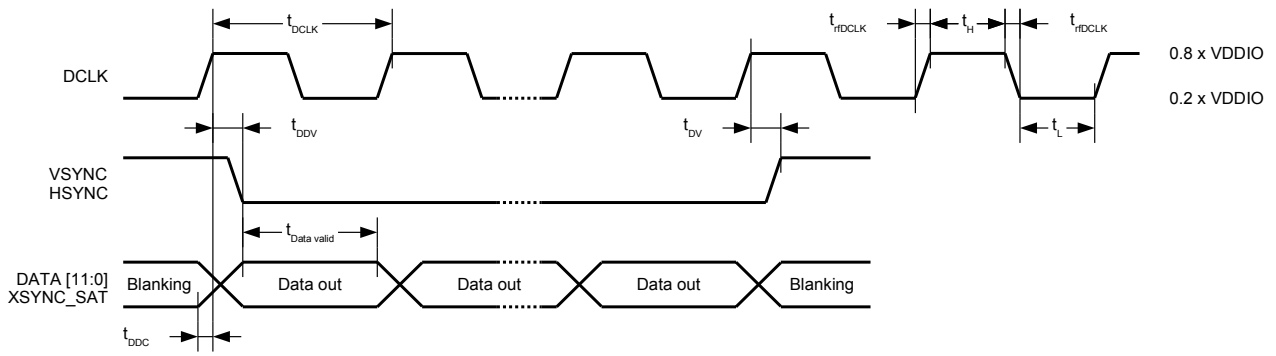 tDCLK
trfDCLK
tH
trfDCLK
DCLK
0.8 x VDDIO
0.2 x VDDIO
tDDV
tDV
tL
VSYNC
HSYNC
tData valid
DATA [11:0]
XSYNC_SAT
Blanking
Data out
Data out
Data out
Blanking
tDDC